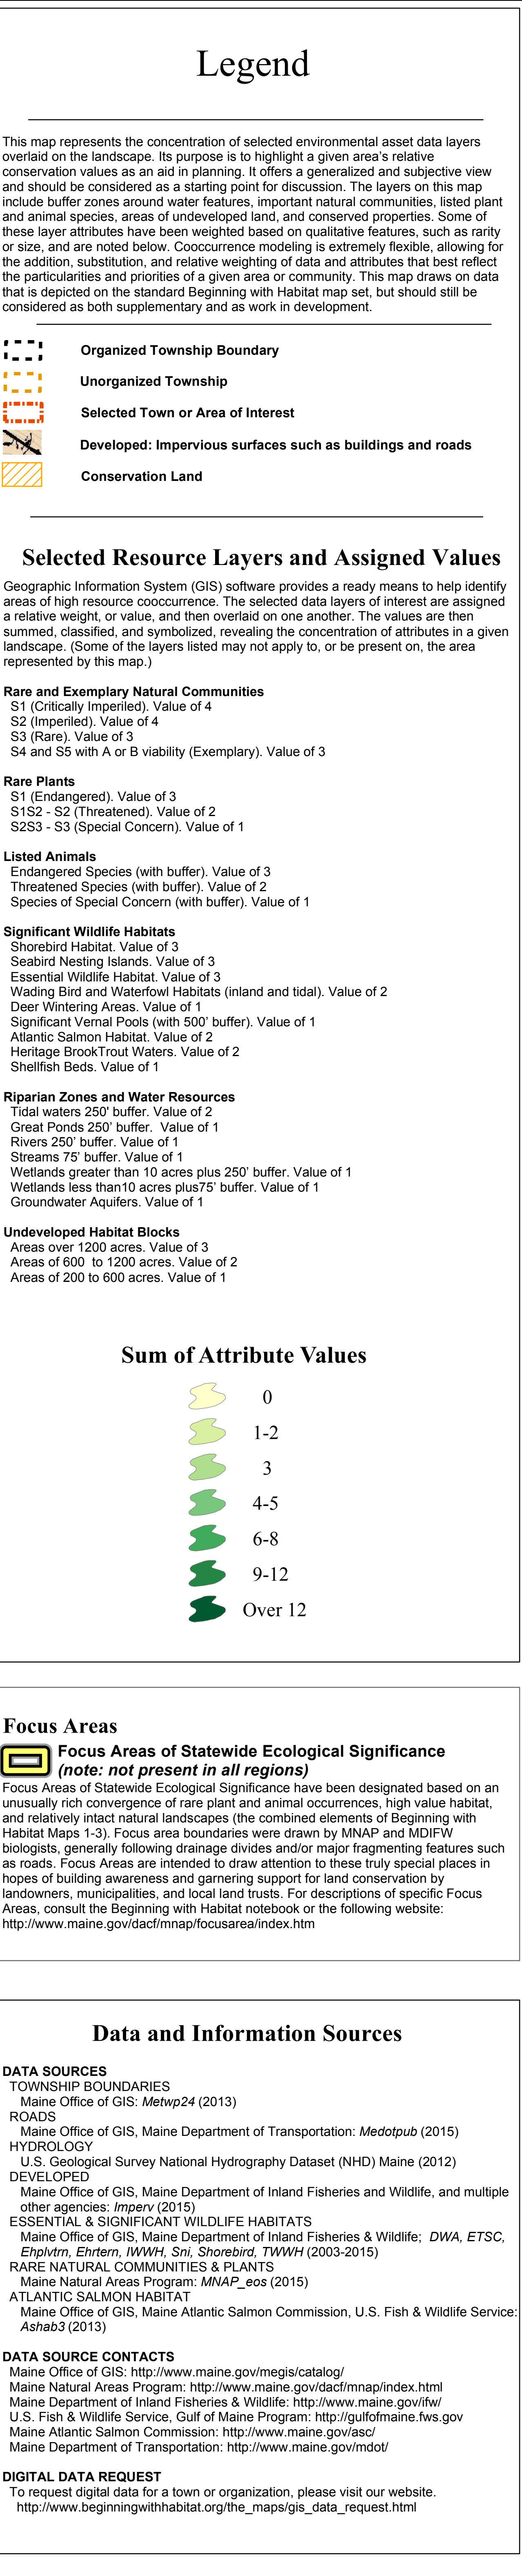 Legend
This map represents the concentration of selected environmental asset data layers
overlaid on the landscape. Its purpose is to highlight a given area's relative
conservation values as an aid in planning. It offers a generalized and subjective view
and should be considered as a starting point for discussion. The layers on this map
include buffer zones around water features, important natural communities, listed plant
and animal species, areas of undeveloped land, and conserved properties. Some of
these layer attributes have been weighted based on qualitative features, such as rarity
or size, and are noted below. Cooccurrence modeling is extremely flexible, allowing for
the addition, substitution, and relative weighting of data and attributes that best reflect
the particularities and priorities of a given area or community. This map draws on data
that is depicted on the standard Beginning with Habitat map set, but should still be
considered as both supplementary and as work in development.
Organized Township Boundary
Unorganized Township
Selected Town or Area of Interest
Developed: Impervious surfaces such as buildings and roads
Conservation Land
Selected Resource Layers and Assigned Values
Geographic Information System (GIS) software provides a ready means to help identify
areas of high resource cooccurrence. The selected data layers of interest are assigned
a relative weight, or value, and then overlaid on one another. The values are then
summed, classified, and symbolized, revealing the concentration of attributes in a given
landscape. (Some of the layers listed may not apply to, or be present on, the area
represented by this map.)
Rare and Exemplary Natural Communities
S1 (Critically Imperiled). Value of 4
S2 (Imperiled). Value of 4
S3 (Rare). Value of 3
S4 and S5 with A or B viability (Exemplary). Value of 3
Rare Plants
S1 (Endangered). Value of 3
S1S2 - S2 (Threatened). Value of 2
S2S3 - S3 (Special Concern). Value of 1
Listed Animals
Endangered Species (with buffer). Value of 3
Threatened Species (with buffer). Value of 2
Species of Special Concern (with buffer). Value of 1
Significant Wildlife Habitats
Shorebird Habitat. Value of 3
Seabird Nesting Islands. Value of 3
Essential Wildlife Habitat. Value of 3
Wading Bird and Waterfowl Habitats (inland and tidal). Value of 2
Deer Wintering Areas. Value of 1
Significant Vernal Pools (with 500' buffer). Value of 1
Atlantic Salmon Habitat. Value of 2
Heritage BrookTrout Waters. Value of 2
Shellfish Beds. Value of 1
Riparian Zones and Water Resources
Tidal waters 250' buffer. Value of 2
Great Ponds 250' buffer. Value of 1
Rivers 250' buffer. Value of 1
Streams 75' buffer. Value of 1
Wetlands greater than 10 acres plus 250' buffer. Value of 1
Wetlands less than10 acres plus75' buffer. Value of 1
Groundwater Aquifers. Value of 1
Undeveloped Habitat Blocks
Areas over 1200 acres. Value of 3
Areas of 600 to 1200 acres. Value of 2
Areas of 200 to 600 acres. Value of 1
Sum of Attribute Values
0
1-2
3
4-5
6-8
9-12
Over 12
Focus Areas
Focus Areas of Statewide Ecological Significance
(note: not present in all regions)
Focus Areas of Statewide Ecological Significance have been designated based on an
unusually rich convergence of rare plant and animal occurrences, high value habitat,
and relatively intact natural landscapes (the combined elements of Beginning with
Habitat Maps 1-3). Focus area boundaries were drawn by MNAP and MDIFW
biologists, generally following drainage divides and/or major fragmenting features such
as roads. Focus Areas are intended to draw attention to these truly special places in
hopes of building awareness and garnering support for land conservation by
landowners, municipalities, and local land trusts. For descriptions of specific Focus
Areas, consult the Beginning with Habitat notebook or the following website:
http://www.maine.gov/dacf/mnap/focusarea/index.htm
Data and Information Sources
DATA SOURCES
TOWNSHIP BOUNDARIES
Maine Office of GIS: Metwp24 (2013)
ROADS
Maine Office of GIS, Maine Department of Transportation: Medotpub (2015)
HYDROLOGY
U.S. Geological Survey National Hydrography Dataset (NHD) Maine (2012)
DEVELOPED
Maine Office of GIS, Maine Department of Inland Fisheries and Wildlife, and multiple
other agencies: Imperv (2015)
ESSENTIAL & SIGNIFICANT WILDLIFE HABITATS
Maine Office of GIS, Maine Department of Inland Fisheries & Wildlife; DWA, ETSC,
Ehplvtrn, Ehrtern, IWWH, Sni, Shorebird, TWWH (2003-2015)
RARE NATURAL COMMUNITIES & PLANTS
Maine Natural Areas Program: MNAP_eos (2015)
ATLANTIC SALMON HABITAT
Maine Office of GIS, Maine Atlantic Salmon Commission, U.S. Fish & Wildlife Service:
Ashab3 (2013)
DATA SOURCE CONTACTS
Maine Office of GIS: http://www.maine.gov/megis/catalog/
Maine Natural Areas Program: http://www.maine.gov/dacf/mnap/index.html
Maine Department of Inland Fisheries & Wildlife: http://www.maine.gov/ifw/
U.S. Fish & Wildlife Service, Gulf of Maine Program: http://gulfofmaine.fws.gov
Maine Atlantic Salmon Commission: http://www.maine.gov/asc/
Maine Department of Transportation: http://www.maine.gov/mdot/
DIGITAL DATA REQUEST
To request digital data for a town or organization, please visit our website.
http://www.beginningwithhabitat.org/the_maps/gis_data_request.html